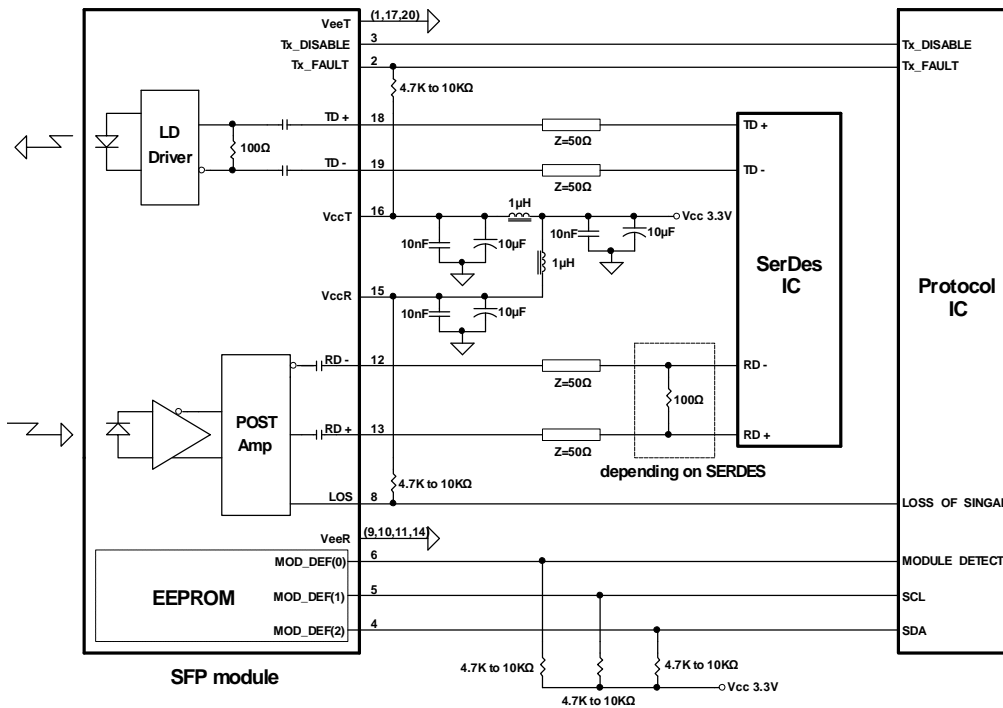 VeeT
(1,17,20)
Tx_DISABLE
3
Tx_DISABLE
Tx_FAULT
2
Tx_FAULT
4.7K to 10KΩ
LD
Driver
100Ω
TD +
18
Z=50Ω
TD +
TD -
19
Z=50Ω
TD -
VccT
16
1µH
Vcc 3.3V
10nF
10µF
10nF
10µF
1µH
SerDes
IC
Protocol
IC
VccR
15
10nF
10µF
RD -
12
Z=50Ω
RD -
100Ω
POST
Amp
RD +
13
Z=50Ω
RD +
depending on SERDES
4.7K to 10KΩ
LOS
8
LOSS OF SINGAL
VeeR
(9,10,11,14)
EEPROM
MOD_DEF(0)
6
MODULE DETECT
MOD_DEF(1)
5
SCL
MOD_DEF(2)
4
SDA
SFP module
4.7K to 10KΩ
4.7K to 10KΩ
4.7K to 10KΩ
Vcc 3.3V